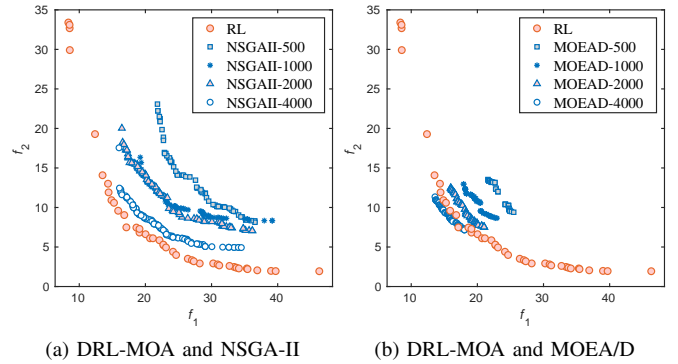 35
30
25
20
15
10
5
0
f2
10 20 30 40
f1
RL
NSGAII-500
NSGAII-1000
NSGAII-2000
NSGAII-4000
(a) DRL-MOA and NSGA-II
35
30
25
20
15
10
5
0
f2
10 20 30 40
f1
RL
MOEAD-500
MOEAD-1000
MOEAD-2000
MOEAD-4000
(b) DRL-MOA and MOEA/D